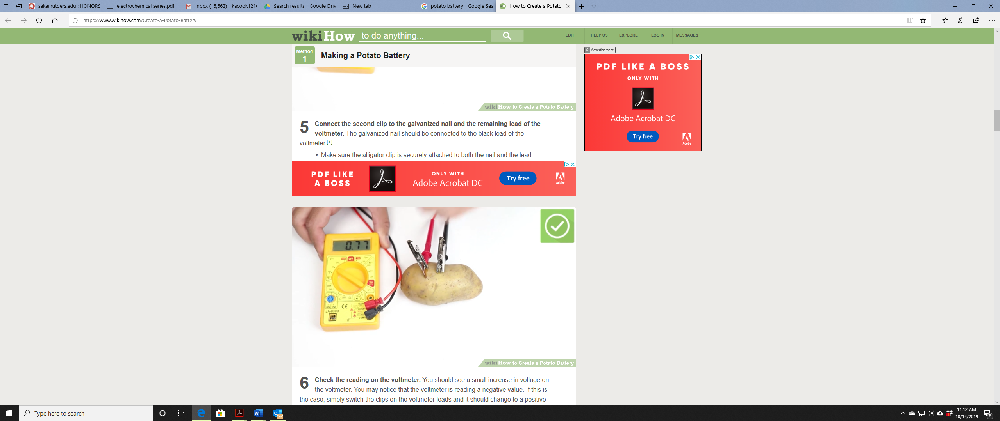 sakai.rutgers.edu : HONORS
electrochemical series.pdf
Inbox (16,663) - kacook1216
Search results - Google Driv
New tab
potato battery - Google Sea
How to Create a Potato
https://www.wikihow.com/Create-a-Potato-Battery
wikiHow to do anything...
EDIT
HELP US
EXPLORE
LOG IN
MESSAGES
Method
1
Making a Potato Battery
$ Advertisement
PDF LIKE A BOSS
ONLY WITH
Adobe Acrobat DC
Try free
Adobe
wikiHow to Create a Potato Battery
5 Connect the second clip to the galvanized nail and the remaining lead of the
voltmeter. The galvanized nail should be connected to the black lead of the
voltmeter.[7]
• Make sure the alligator clip is securely attached to both the nail and the lead.
PDF LIKE
A BOSS
ONLY WITH
Adobe Acrobat DC
Try free
Adobe
0.77
OFF
CE
JA-830D
COM
wikiHow to Create a Potato Battery
6 Check the reading on the voltmeter. You should see a small increase in voltage on
the voltmeter. You may notice that the voltmeter is reading a negative value. If this is
the case, simply switch the clips on the voltmeter leads and it should change to a positive
Type here to search
11:12 AM
10/14/2019
8